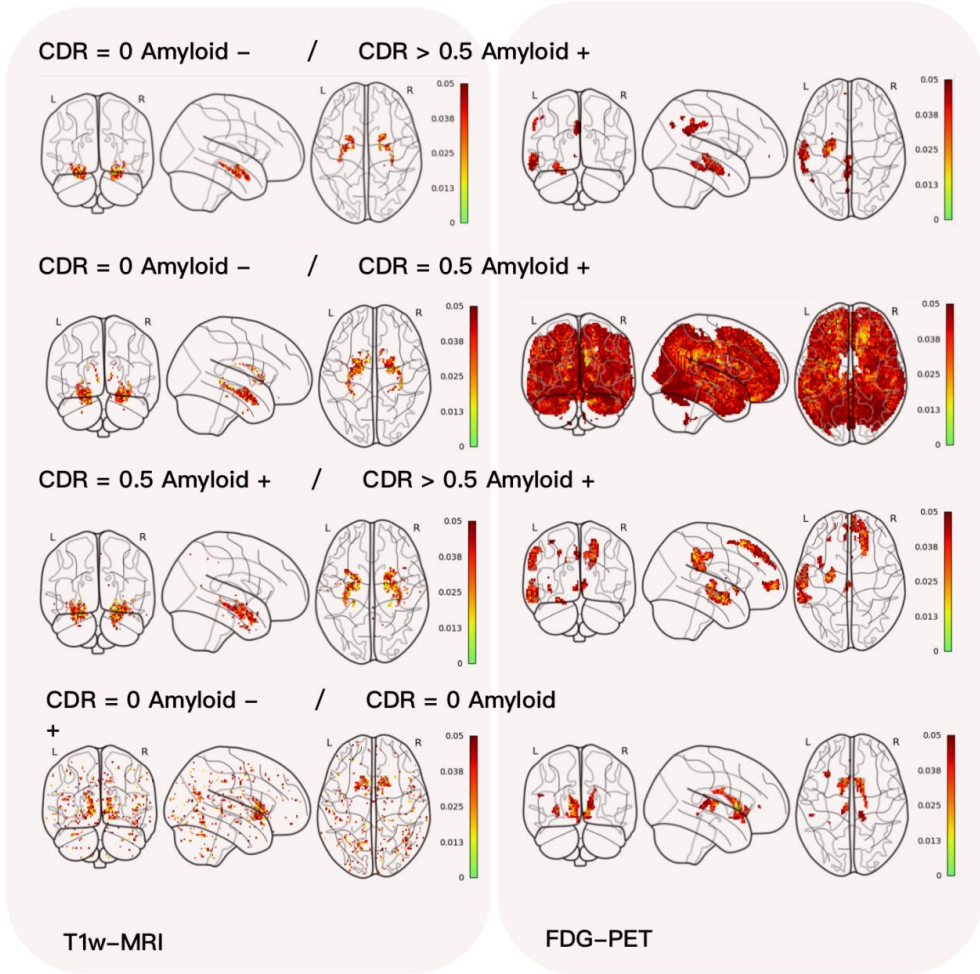 CDR = 0 Amyloid – / CDR > 0.5 Amyloid +
L R R 0.05 L R L R 0.05
L 0.038 0.038
0.025 0.025
0.013 0.013
0 0
CDR = 0 Amyloid – / CDR = 0.5 Amyloid +
L R L R 0.05 L R L R 0.05
0.038 0.038
0.025 0.025
0.013 0.013
0 0
CDR = 0.5 Amyloid + / CDR > 0.5 Amyloid +
L R L R 0.05 L R L R 0.05
0.038 0.038
0.025 0.025
0.013 0.013
0 0
CDR = 0 Amyloid – / CDR = 0 Amyloid
+
L R L R 0.05 L R L R 0.05
0.038 0.038
0.025 0.025
0.013 0.013
0 0
T1w–MRI FDG–PET